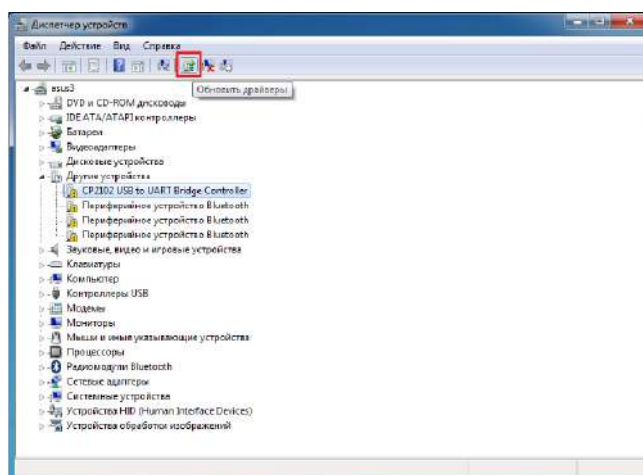 Диспетчер устройств
Файл Действие Вид Справка
Обновить драйверы
asus3
DVD и CD-ROM дисководы
IDE ATA/ATAPI контроллеры
Батареи
Видеоадаптеры
Дисковые устройства
Другие устройства
CP2102 USB to UART Bridge Controller
Периферийное устройство Bluetooth
Периферийное устройство Bluetooth
Периферийное устройство Bluetooth
Звуковые, видео и игровые устройства
Клавиатуры
Компьютер
Контроллеры USB
Модемы
Мониторы
Мыши и иные указывающие устройства
Процессоры
Радиомодули Bluetooth
Сетевые адаптеры
Системные устройства
Устройства HID (Human Interface Devices)
Устройства обработки изображений